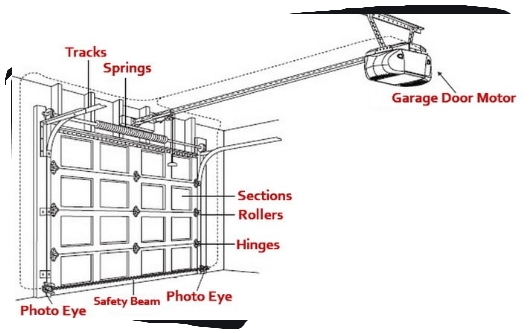 Tracks
Springs
Garage Door Motor
Sections
Rollers
Hinges
Safety Beam
Photo Eye
Photo Eye